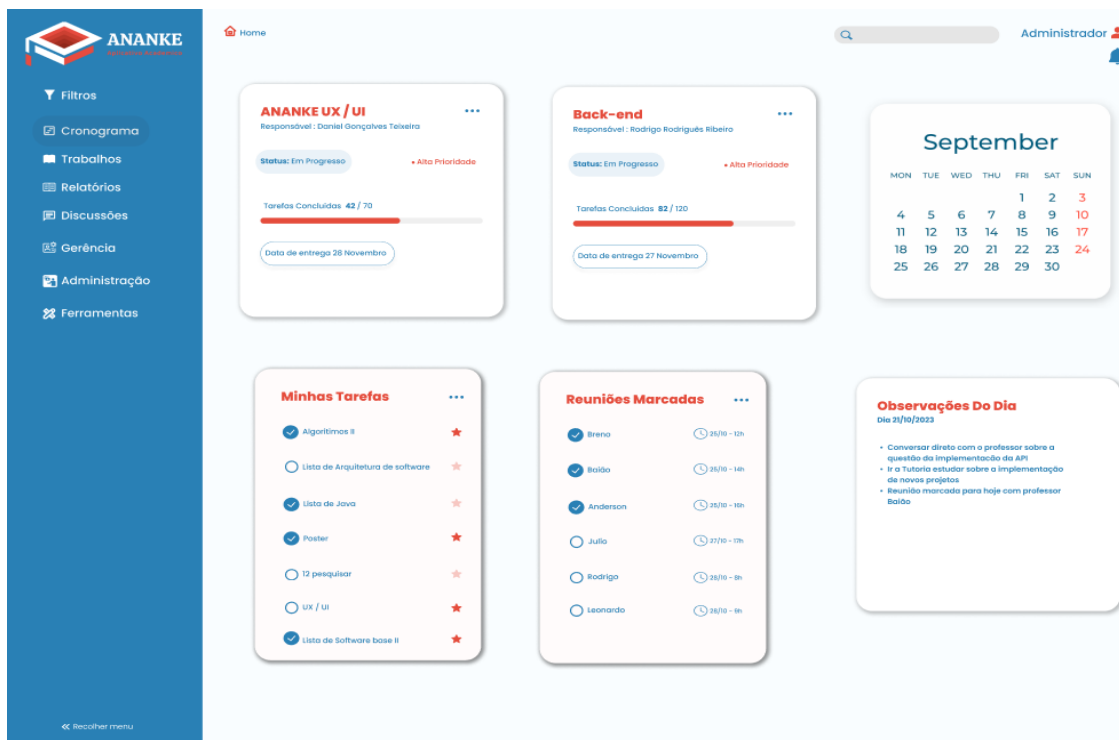 ANANKE
Filtros
Cronograma
Trabalhos
Relatórios
Discussões
Gerência
Administração
Ferramentas
Recolher menu
Home
Administrador
ANANKE UX / UI
Responsável : Daniel Gonçalves Teixeira
Status: Em Progresso
• Alta Prioridade
Tarefas Concluídas 42 / 70
Data de entrega 28 Novembro
Back-end
Responsável : Rodrigo Rodriguês Ribeiro
Status: Em Progresso
• Alta Prioridade
Tarefas Concluídas 82 / 120
Data de entrega 27 Novembro
September
MON TUE WED THU FRI SAT SUN
1 2 3
4 5 6 7 8 9 10
11 12 13 14 15 16 17
18 19 20 21 22 23 24
25 26 27 28 29 30
Minhas Tarefas
Algoritimos II
Lista de Arquitetura de software
Lista de Java
Poster
12 pesquisar
UX / UI
Lista de Software base II
Reuniões Marcadas
Breno 25/10 - 12h
Baião 25/10 - 14h
Anderson 25/10 - 16h
Julio 27/10 - 17h
Rodrigo 28/10 - 8h
Leonardo 28/10 - 9h
Observações Do Dia
Dia 21/10/2023
• Conversar direto com o professor sobre a
questão da implementacão da API
• Ir a Tutoria estudar sobre a implementação
de novos projetos
• Reunião marcada para hoje com professor
Baião